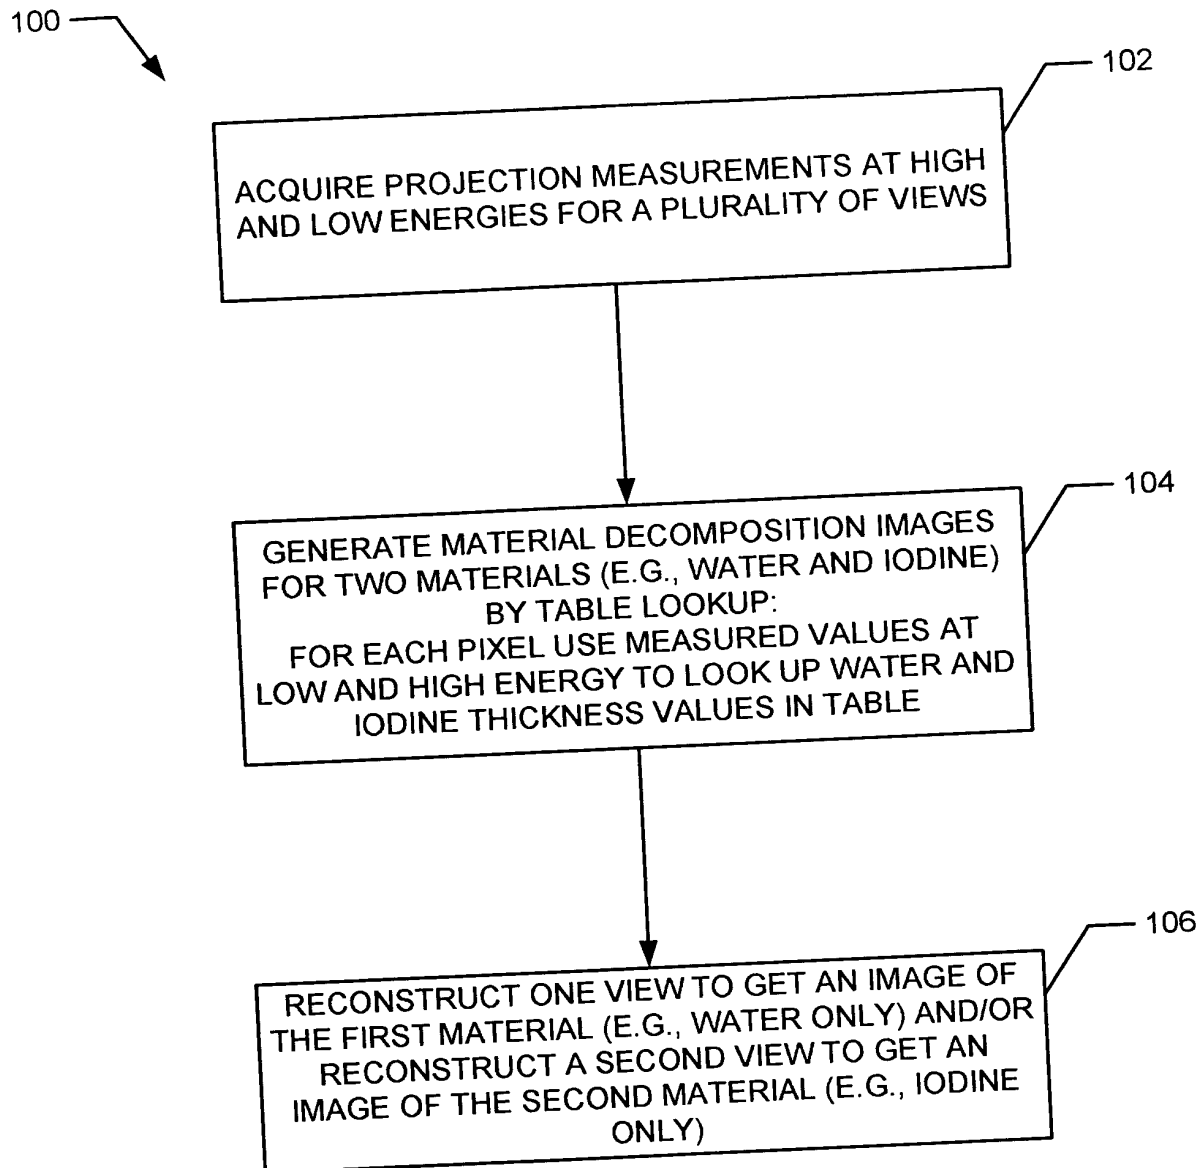 100
102
ACQUIRE PROJECTION MEASUREMENTS AT HIGH
AND LOW ENERGIES FOR A PLURALITY OF VIEWS
104
GENERATE MATERIAL DECOMPOSITION IMAGES
FOR TWO MATERIALS (E.G., WATER AND IODINE)
BY TABLE LOOKUP:
FOR EACH PIXEL USE MEASURED VALUES AT
LOW AND HIGH ENERGY TO LOOK UP WATER AND
IODINE THICKNESS VALUES IN TABLE
106
RECONSTRUCT ONE VIEW TO GET AN IMAGE OF
THE FIRST MATERIAL (E.G., WATER ONLY) AND/OR
RECONSTRUCT A SECOND VIEW TO GET AN
IMAGE OF THE SECOND MATERIAL (E.G., IODINE
ONLY)